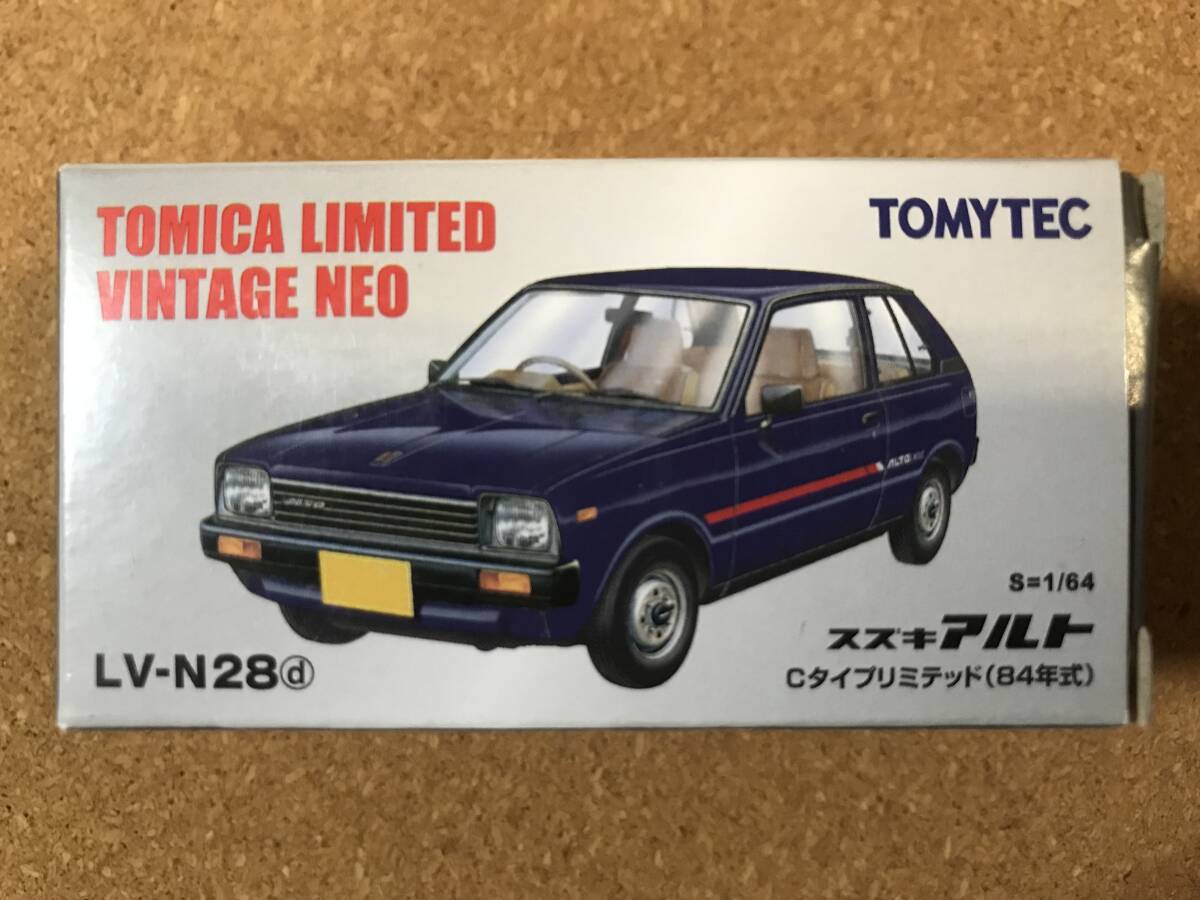 TOMICA LIMITED
VINTAGE NEO
TOMYTEC
ALTO
S=1/64
スズキアルト
Cタイプリミテッド(84年式)
LV-N28ⓓ